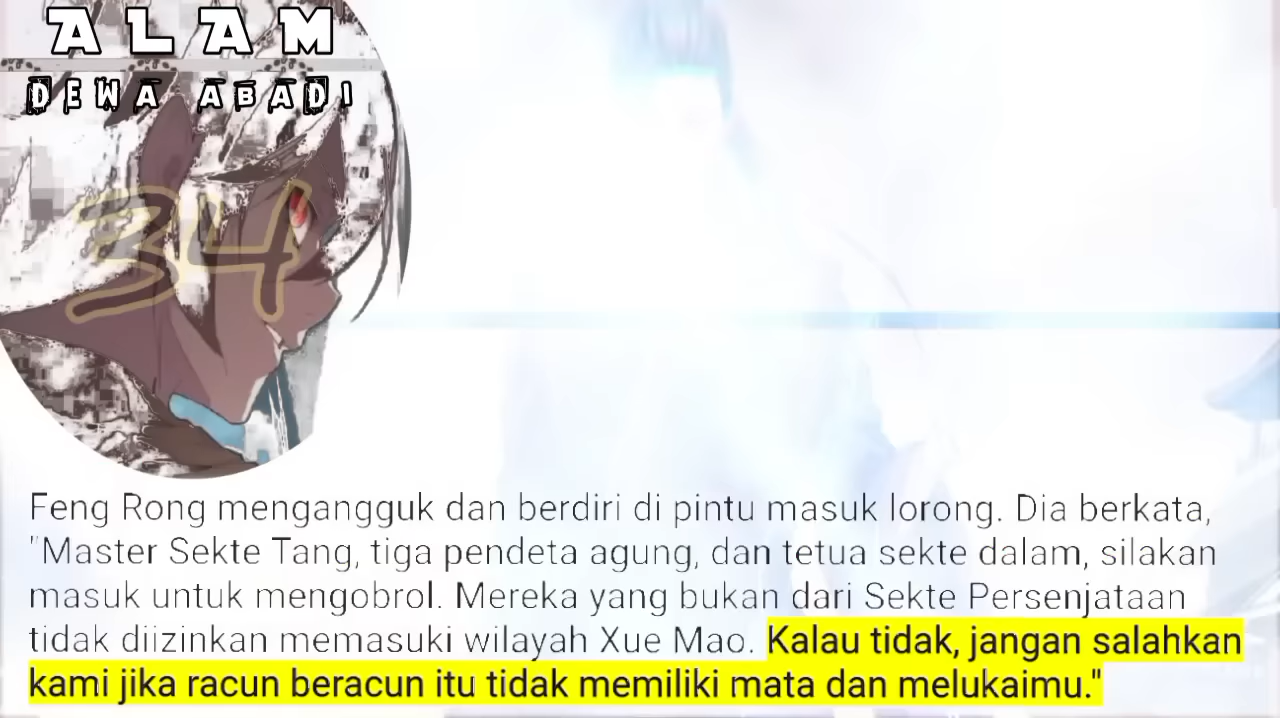 ALAM
DEWA ABADI
34
Feng Rong mengangguk dan berdiri di pintu masuk lorong. Dia berkata,
"Master Sekte Tang, tiga pendeta agung, dan tetua sekte dalam, silakan
masuk untuk mengobrol. Mereka yang bukan dari Sekte Persenjataan
tidak diizinkan memasuki wilayah Xue Mao. Kalau tidak, jangan salahkan
kami jika racun beracun itu tidak memiliki mata dan melukaimu."